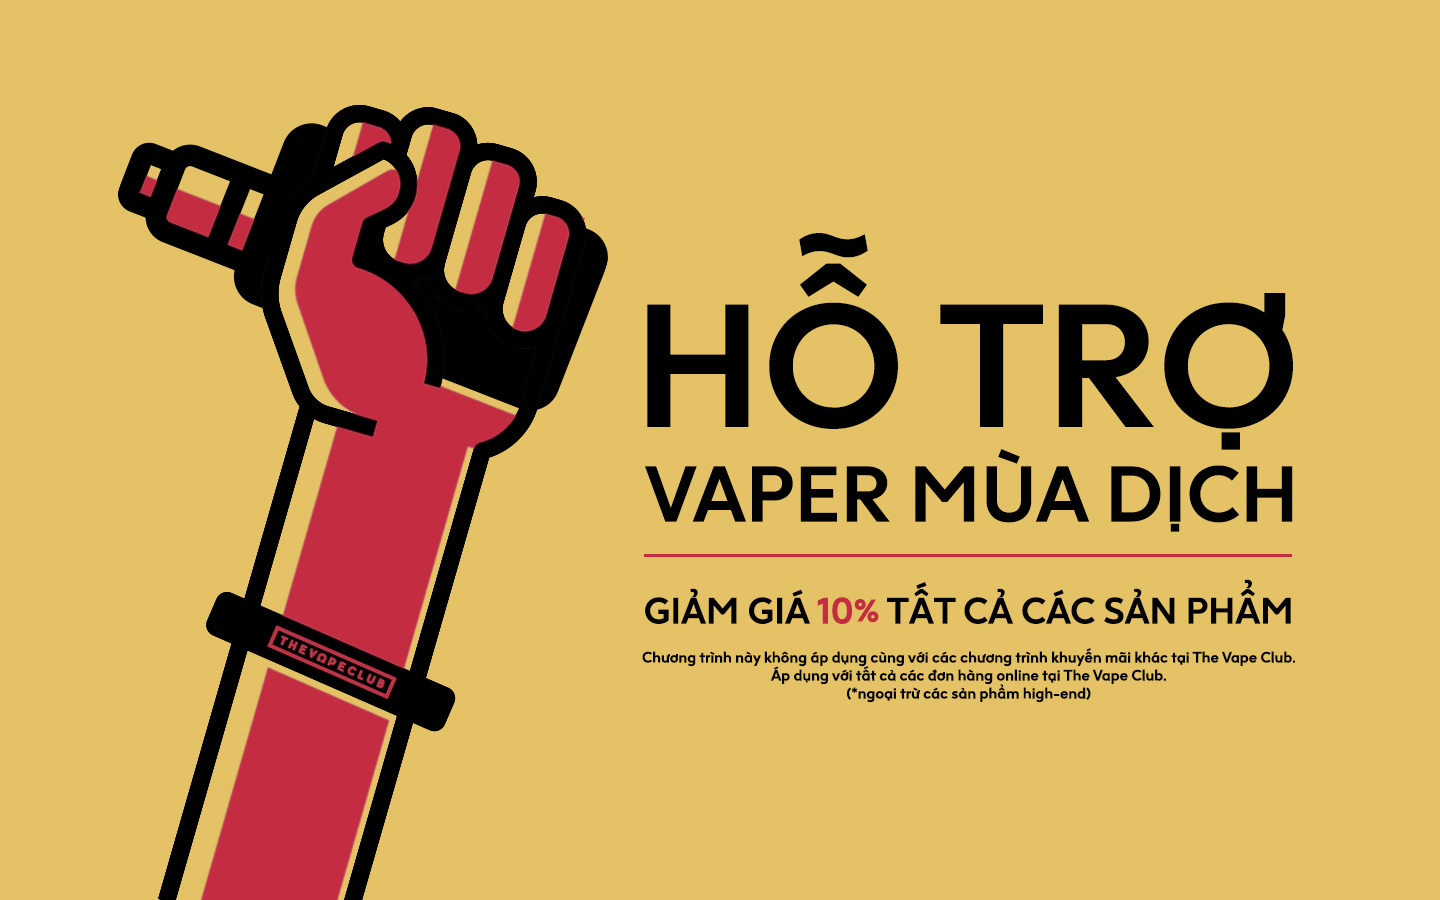 HỖ TRỢ
VAPER MÙA DỊCH
GIẢM GIÁ 10% TẤT CẢ CÁC SẢN PHẨM
Chương trình này không áp dụng cùng với các chương trình khuyến mãi khác tại The Vape Club.
Áp dụng với tất cả các đơn hàng online tại The Vape Club.
(*ngoại trừ các sản phẩm high-end)
THEVAPECLUB